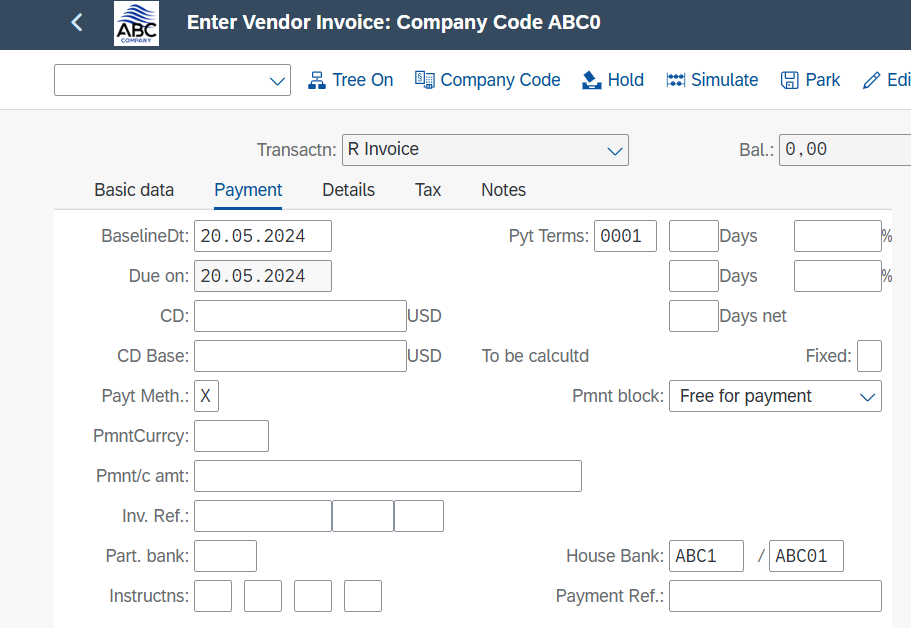 ABC
COMPANY
Enter Vendor Invoice: Company Code ABC0
Tree On Company Code Hold Simulate Park Edi
Transactn: R Invoice Bal.: 0,00
Basic data Payment Details Tax Notes
BaselineDt: 20.05.2024 Pyt Terms: 0001 Days %
Due on: 20.05.2024 Days %
CD: USD Days net
CD Base: USD To be calcultd Fixed:
Payt Meth.: X Pmnt block: Free for payment
PmntCurrcy:
Pmnt/c amt:
Inv. Ref.:
Part. bank: House Bank: ABC1 / ABC01
Instructns: Payment Ref.: